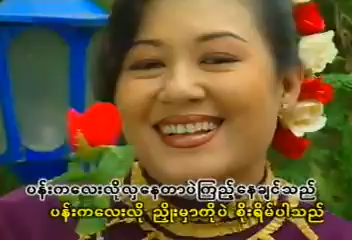 ပန်းကလေးလိုလှနေတာပဲကြည့်နေချင်သည်
ပန်းကလေးလို ညှိုးမှာကိုပဲ စိုးရိမ်ပါသည်